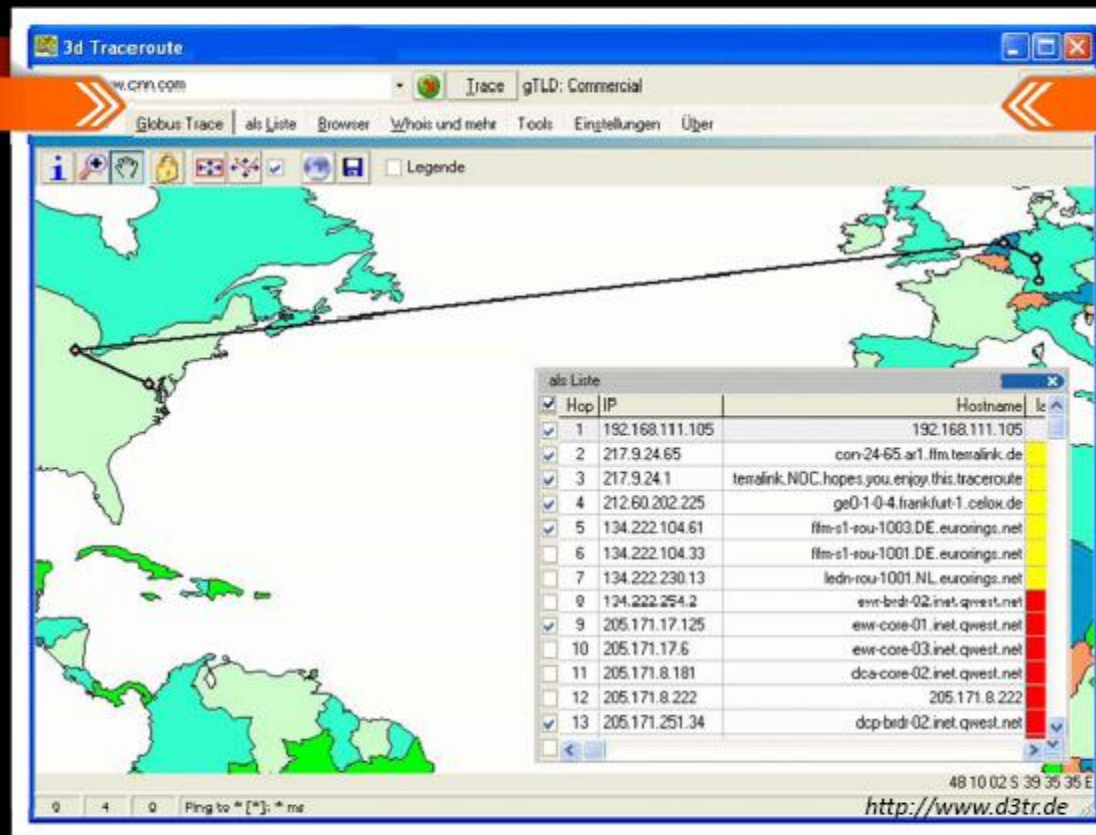 3d Traceroute
w.cnn.com Trace gTLD: Commercial
Globus Trace als Liste Browser Whois und mehr Tools Einstellungen Über
Legende
als Liste
Hop IP Hostname
1 192.168.111.105 192.168.111.105
2 217.9.24.65 con-24-65.ar1.ffm.terralink.de
3 217.9.24.1 terralink.NOC.hopes.you.enjoy.this.traceroute
4 212.60.202.225 ge0-1-0-4.frankfurt-1.celox.de
5 134.222.104.61 ffm-s1-rou-1003.DE.eurorings.net
6 134.222.104.33 ffm-s1-rou-1001.DE.eurorings.net
7 134.222.230.13 ledn-rou-1001.NL.eurorings.net
8 134.222.254.2 ewr-brdr-02.inet.qwest.net
9 205.171.17.125 ewr-core-01.inet.qwest.net
10 205.171.17.6 ewr-core-03.inet.qwest.net
11 205.171.8.181 dca-core-02.inet.qwest.net
12 205.171.8.222 205.171.8.222
13 205.171.251.34 dcp-brdr-02.inet.qwest.net
48 10 02 S 39 35 35 E
0 4 0 Ping to * [*]: * ms
http://www.d3tr.de